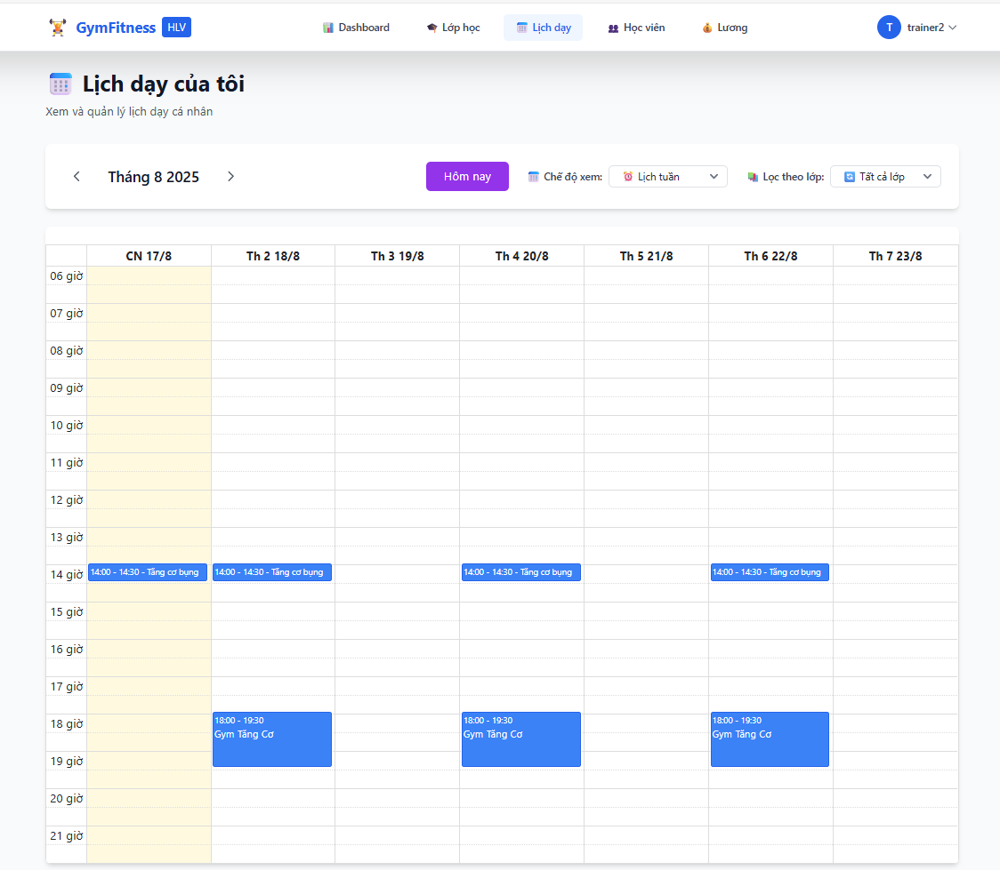 GymFitness HLV Dashboard Lớp học Lịch dạy Học viên Lương T trainer2
Lịch dạy của tôi
Xem và quản lý lịch dạy cá nhân
Tháng 8 2025 Hôm nay Chế độ xem: Lịch tuần Lọc theo lớp: Tất cả lớp
CN 17/8 Th 2 18/8 Th 3 19/8 Th 4 20/8 Th 5 21/8 Th 6 22/8 Th 7 23/8
06 giờ
07 giờ
08 giờ
09 giờ
10 giờ
11 giờ
12 giờ
13 giờ
14 giờ 14:00 - 14:30 - Tăng cơ bụng 14:00 - 14:30 - Tăng cơ bụng 14:00 - 14:30 - Tăng cơ bụng 14:00 - 14:30 - Tăng cơ bụng
15 giờ
16 giờ
17 giờ
18 giờ 18:00 - 19:30 18:00 - 19:30 18:00 - 19:30
Gym Tăng Cơ Gym Tăng Cơ Gym Tăng Cơ
19 giờ
20 giờ
21 giờ